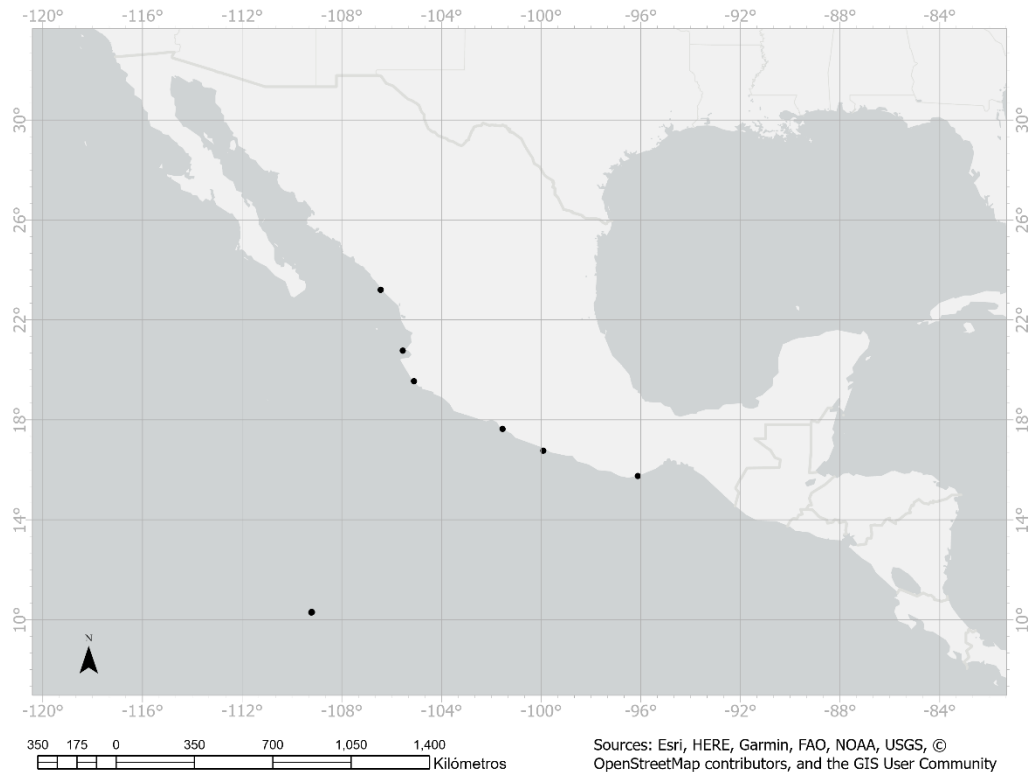 -120° -116° -112° -108° -104° -100° -96° -92° -88° -84°
30° 30°
26° 26°
22° 22°
18° 18°
14° 14°
10° 10°
N
-120° -116° -112° -108° -104° -100° -96° -92° -88° -84°
350 175 0 350 700 1,050 1,400
Kilómetros
Sources: Esri, HERE, Garmin, FAO, NOAA, USGS, ©
OpenStreetMap contributors, and the GIS User Community